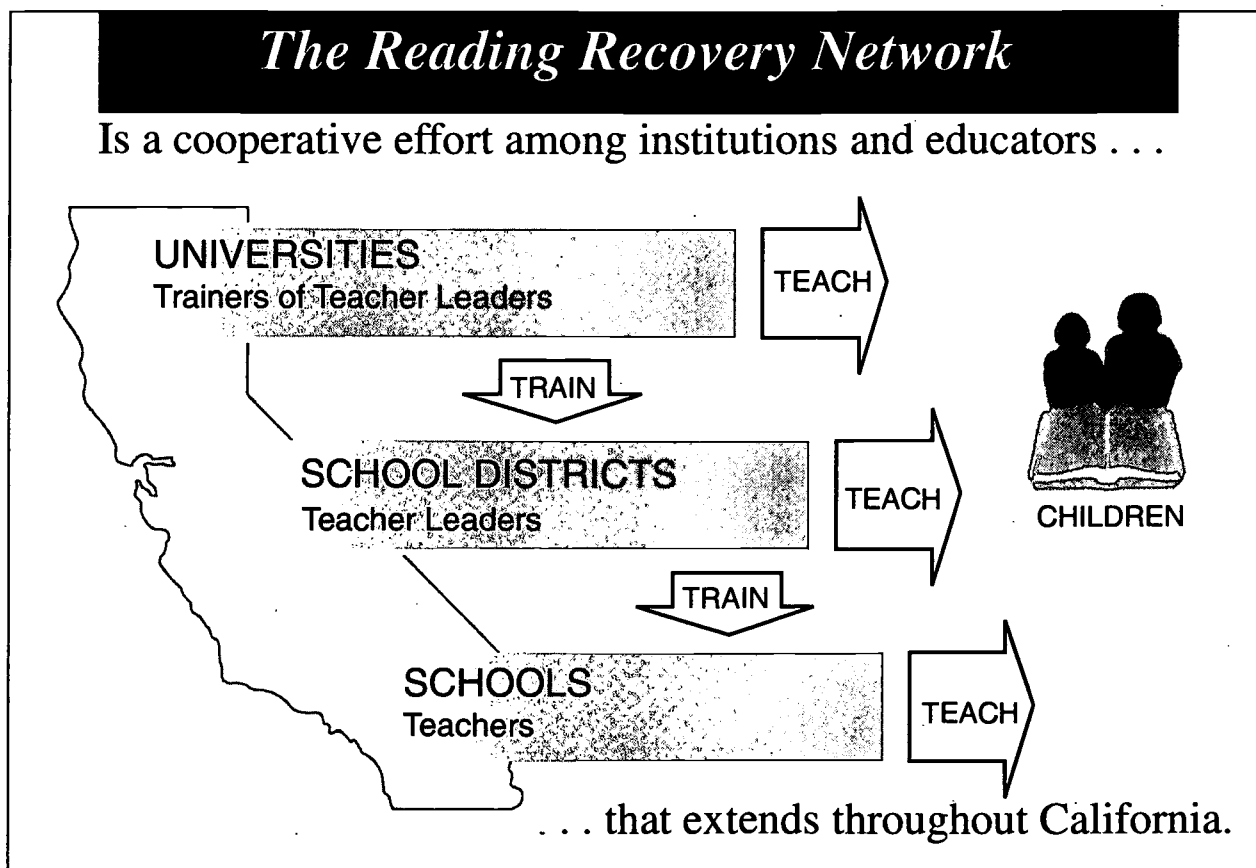 The Reading Recovery Network
Is a cooperative effort among institutions and educators . . .
UNIVERSITIES
Trainers of Teacher Leaders
TEACH
TRAIN
SCHOOL DISTRICTS
Teacher Leaders
TEACH
CHILDREN
TRAIN
SCHOOLS
Teachers
TEACH
. . . that extends throughout California.